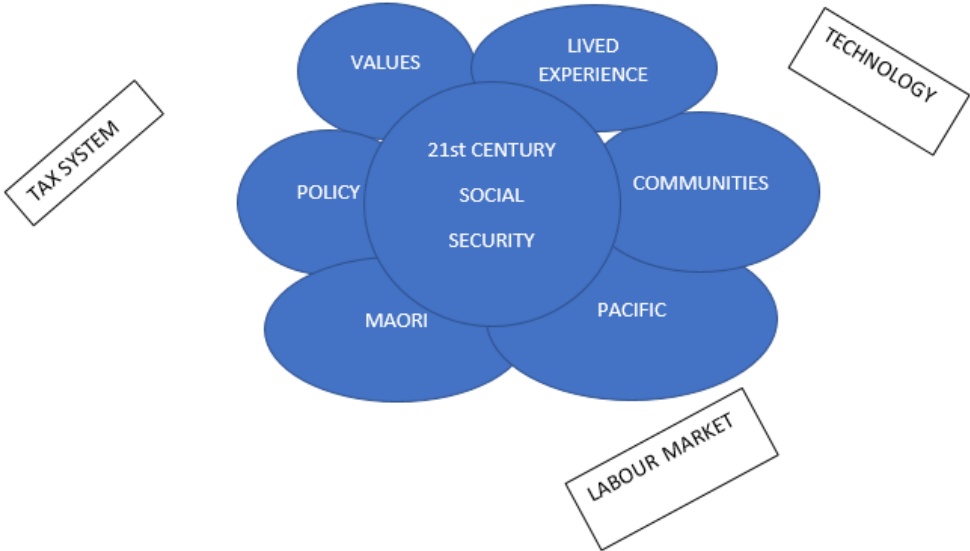 VALUES
LIVED
EXPERIENCE
TECHNOLOGY
TAX SYSTEM
21st CENTURY
SOCIAL
SECURITY
POLICY
COMMUNITIES
MAORI
PACIFIC
LABOUR MARKET